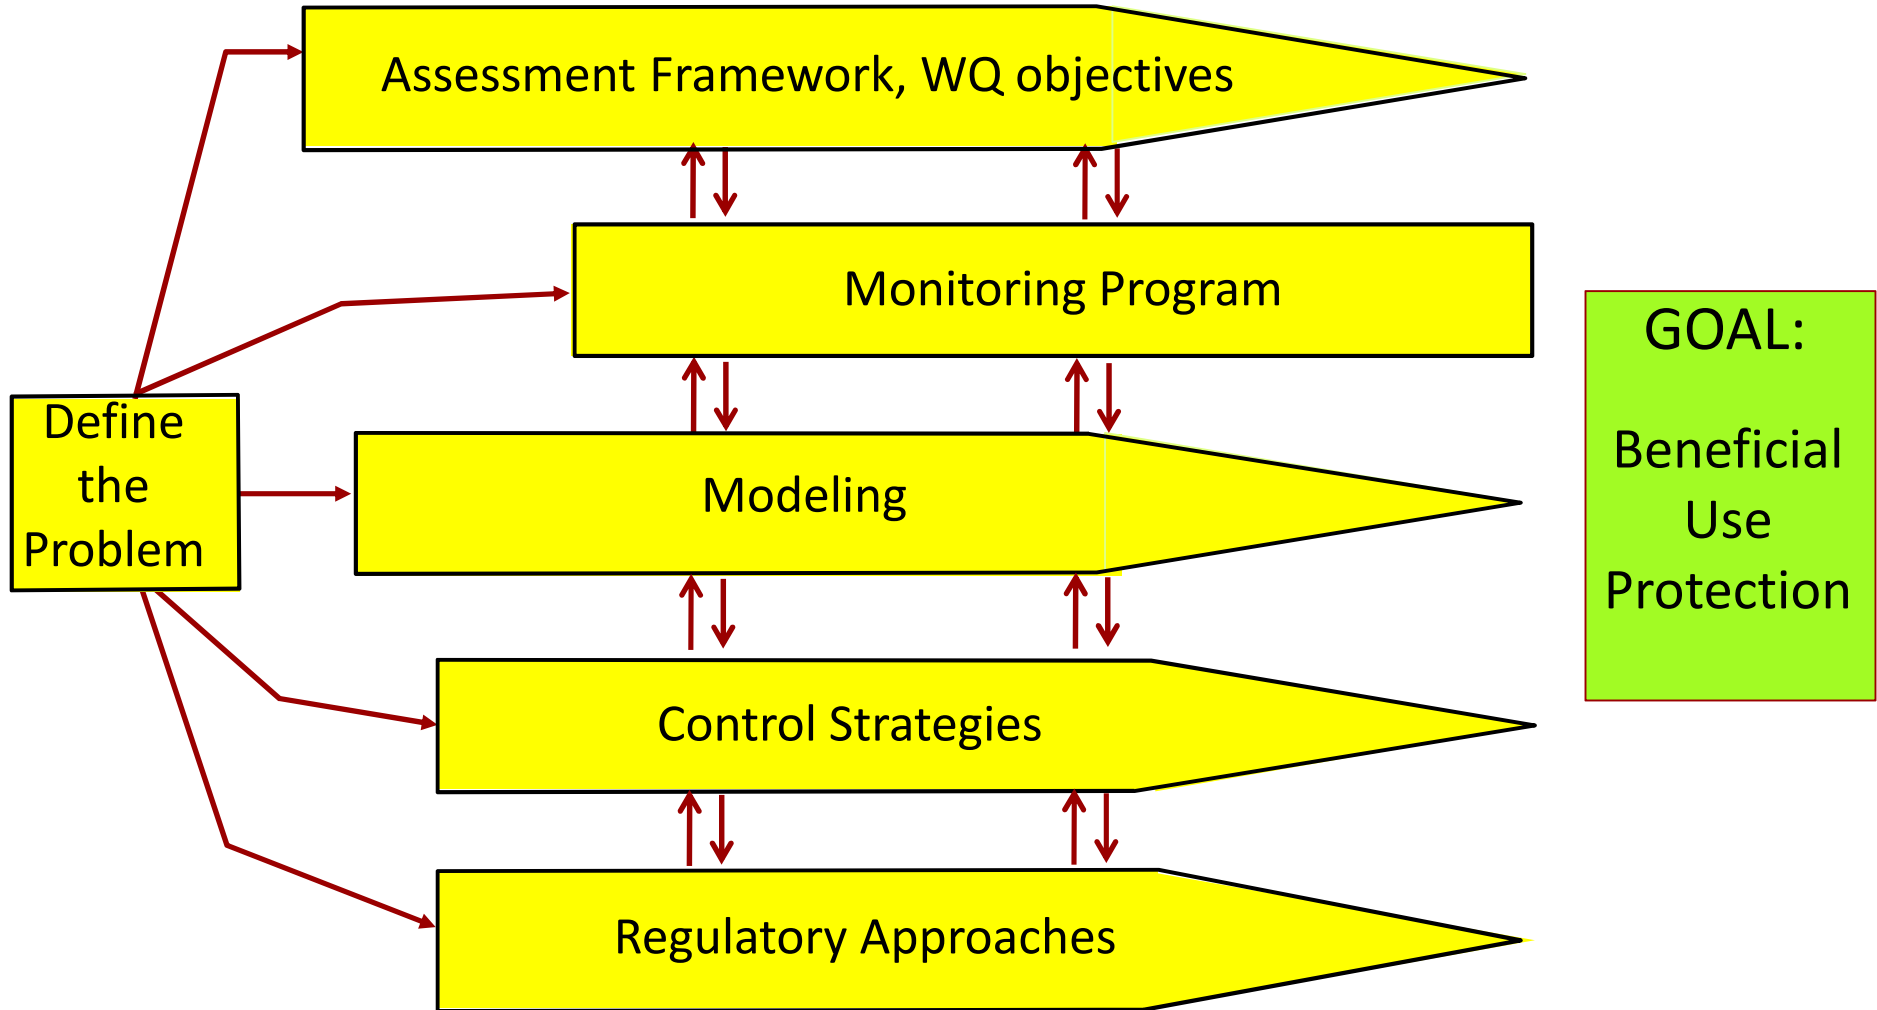 Assessment Framework, WQ objectives
Monitoring Program
Define
the
Problem
Modeling
Control Strategies
Regulatory Approaches
GOAL:
Beneficial
Use
Protection